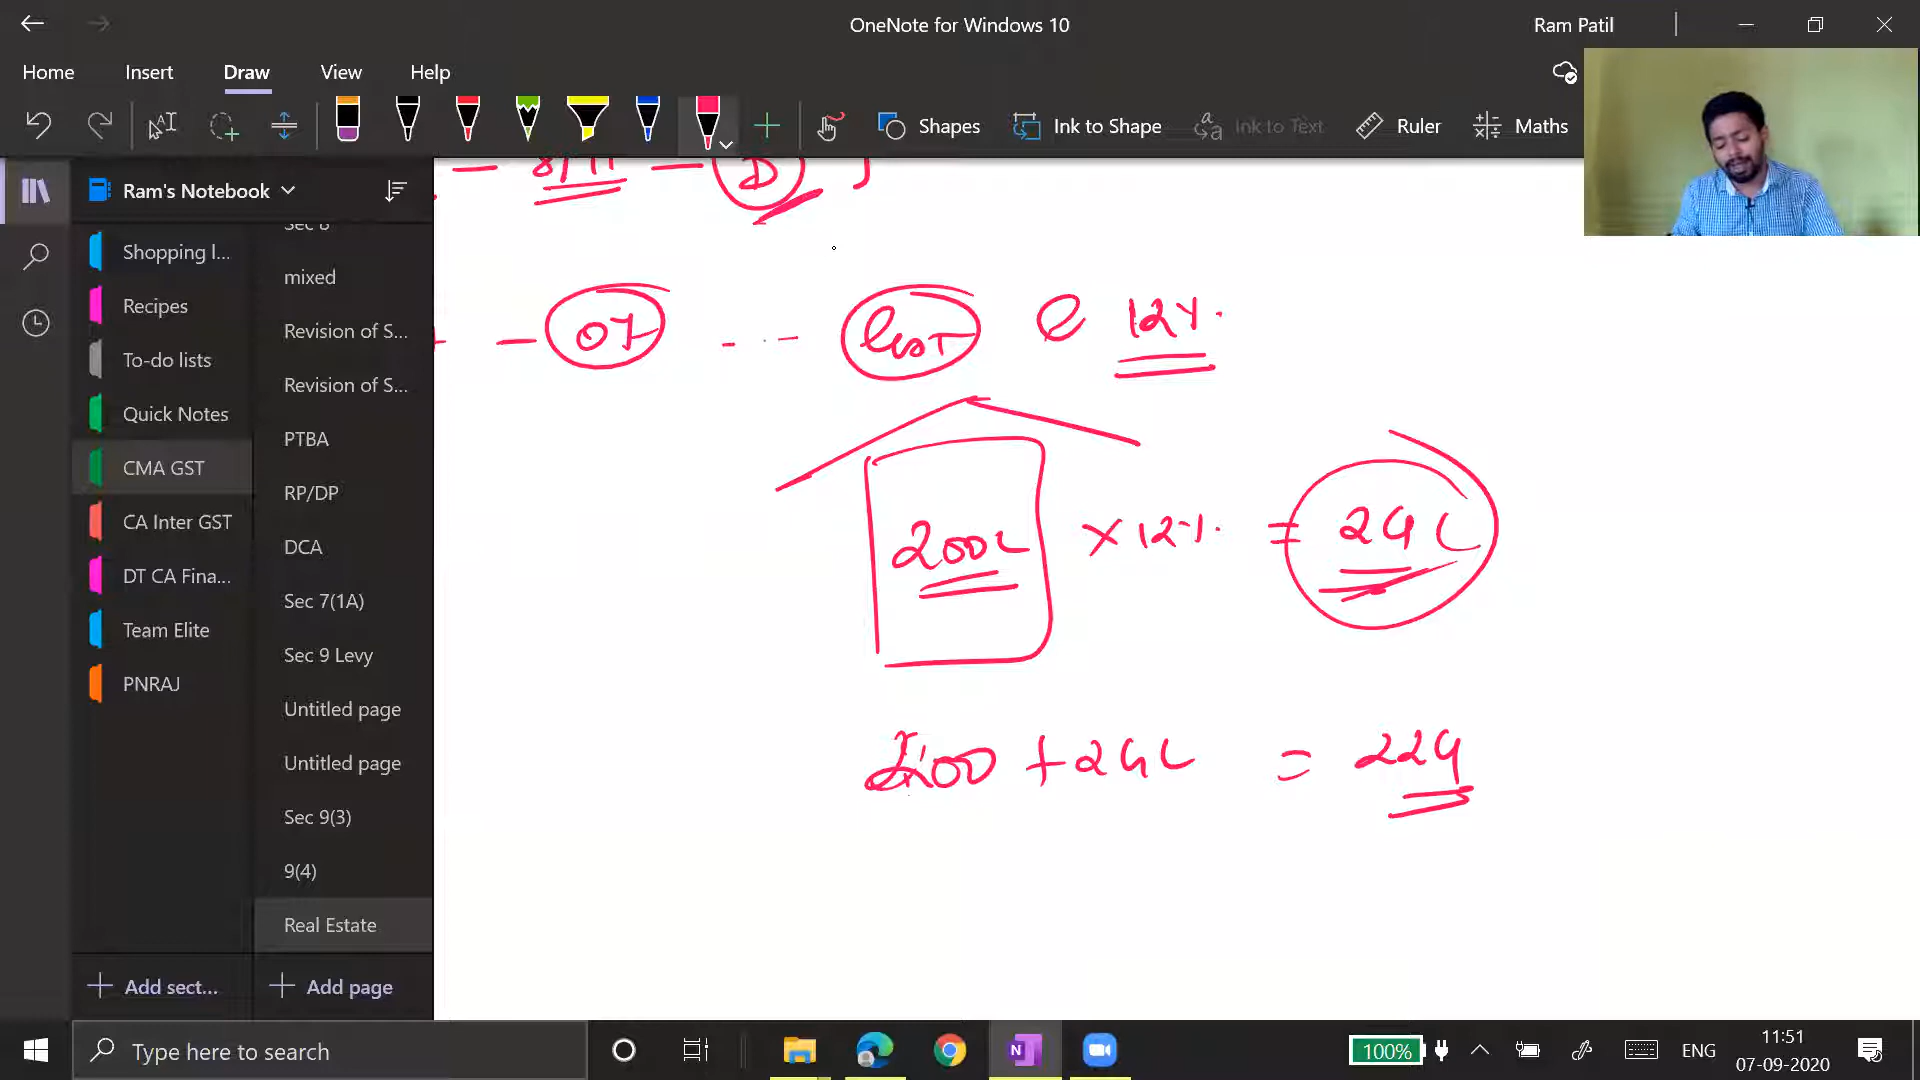 OneNote for Windows 10
Ram Patil
Home Insert Draw View Help
Shapes Ink to Shape Ink to Text Ruler Maths
Ram's Notebook
Shopping l...
Recipes
To-do lists
Quick Notes
CMA GST
CA Inter GST
DT CA Fina...
Team Elite
PNRAJ
Add sect...
Sec 8
mixed
Revision of S...
Revision of S...
PTBA
RP/DP
DCA
Sec 7(1A)
Sec 9 Levy
Untitled page
Untitled page
Sec 9(3)
9(4)
Real Estate
Add page
D
— 07 ... GST @ 12%.
200L × 12%. = 24L
200 + 24L = 224
Type here to search
100%
ENG
11:51
07-09-2020